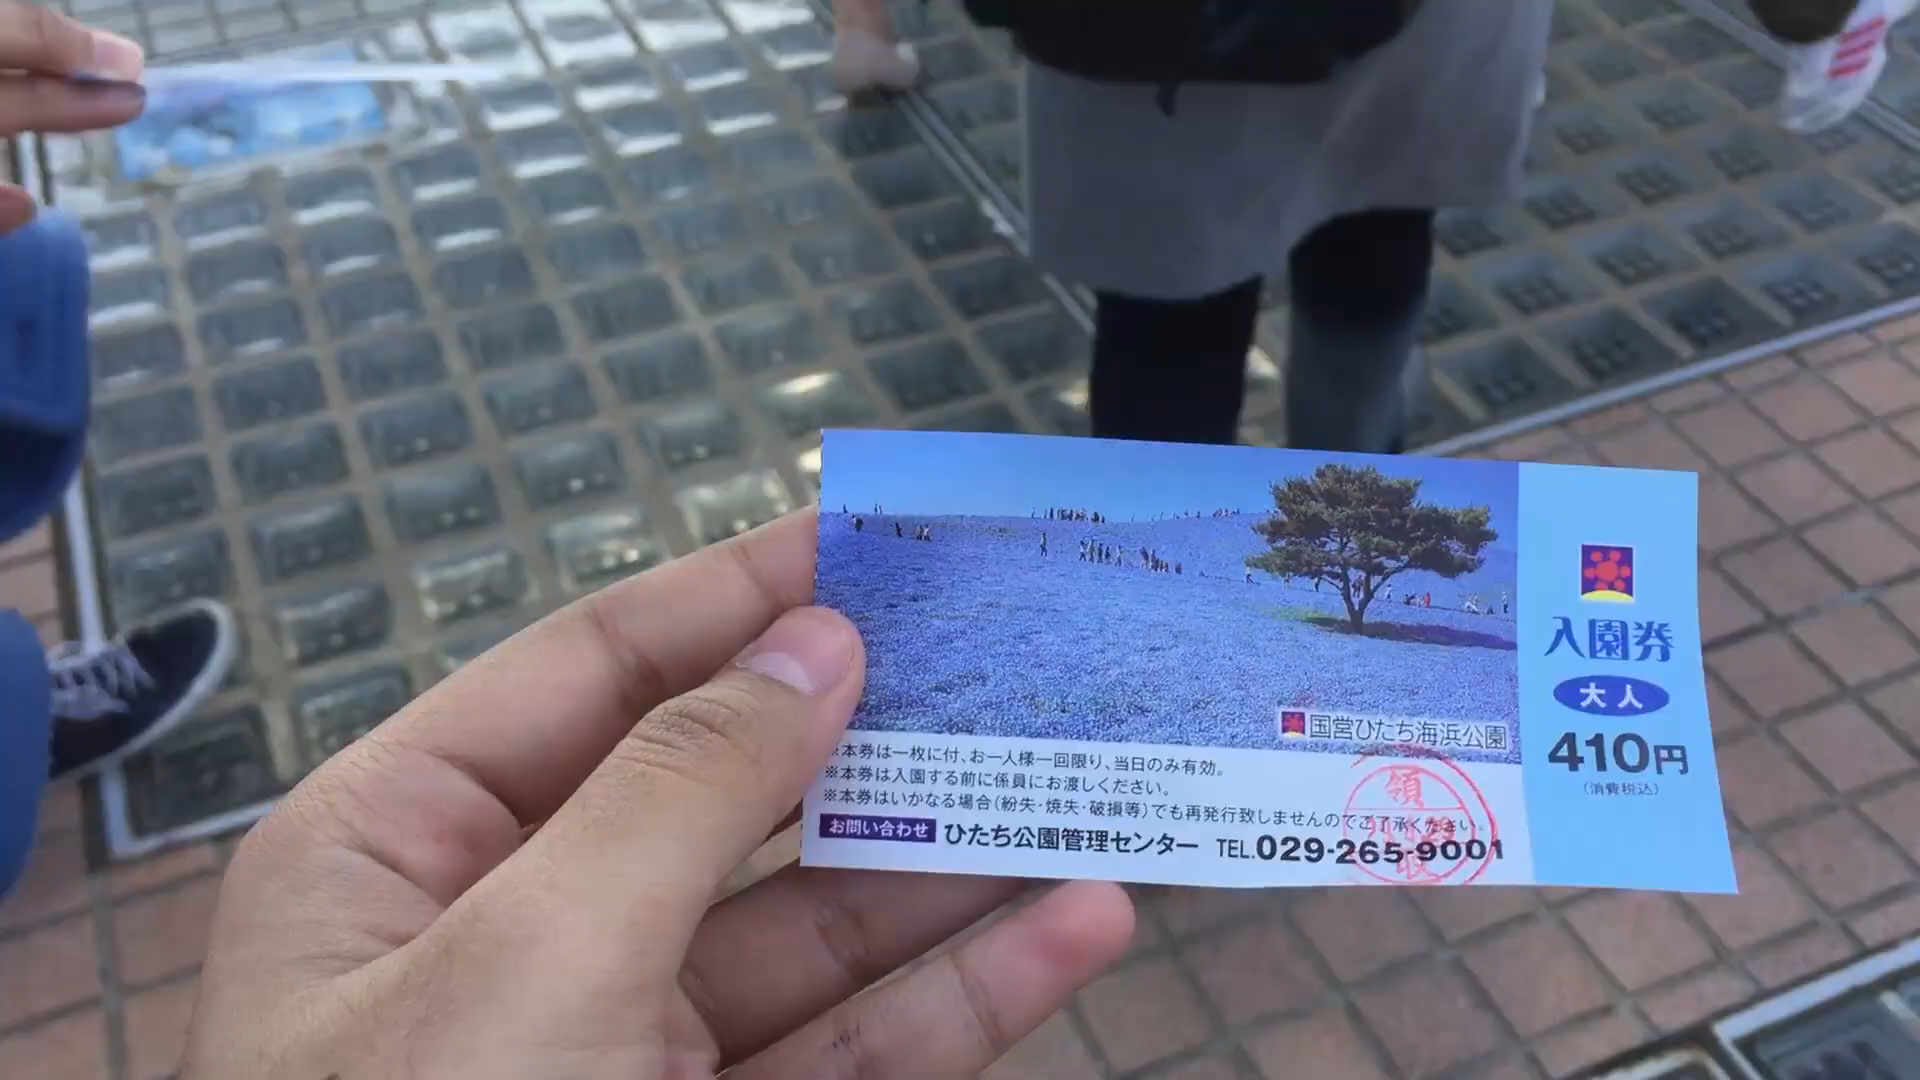 国営ひたち海浜公園
※本券は一枚に付、お一人様一回限り、当日のみ有効。
※本券は入園する前に係員にお渡しください。
※本券はいかなる場合(紛失・焼失・破損等)でも再発行致しませんのでご了承ください。
お問い合わせ ひたち公園管理センター TEL.029-265-9001
入園券
大人
410円
(消費税込)
領
収